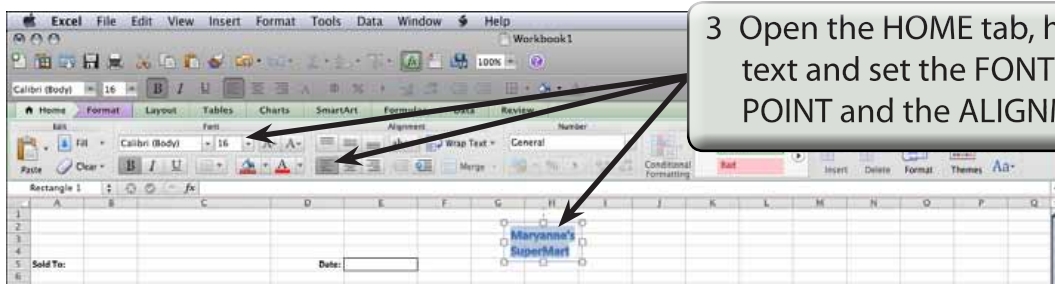 Excel File Edit View Insert Format Tools Data Window Help
Workbook1
100%
Calibri (Body) 16 B I U
Home Format Layout Tables Charts SmartArt Formulas Data Review
Edit Font Alignment Number
Fill Calibri (Body) 16 A A abc Wrap Text General
Paste Clear B I U A Merge % Conditional Formatting Bad Insert Delete Format Themes Aa
Rectangle 1 fx
A B C D E F G H I J K L M N O P Q
1
2
3
4
5 Sold To: Date:
6
Maryanna's
SuperMart
3 Open the HOME tab, h
text and set the FONT
POINT and the ALIGN